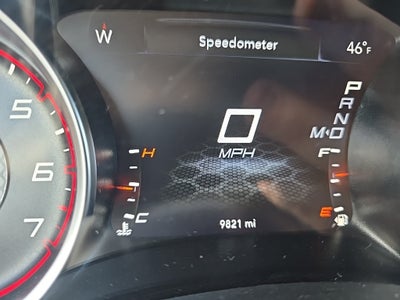 W Speedometer 46°F
P
R
N
M◦D
0
MPH
H
C
F
E
5
6
7
9821 mi